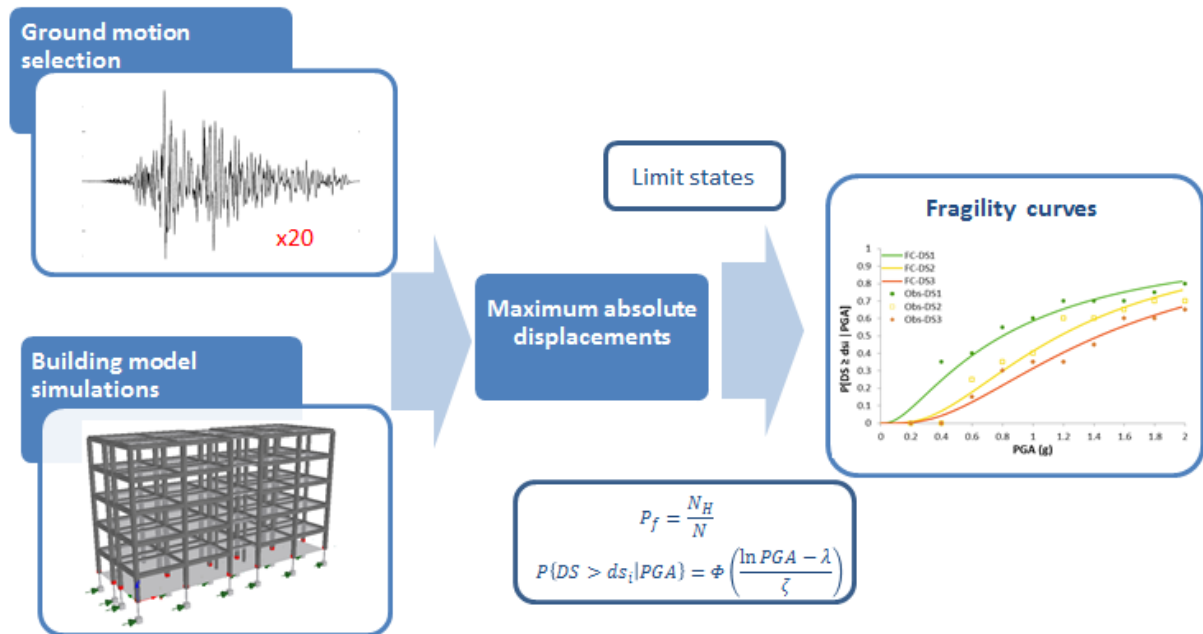 Ground motion
selection
x20
Building model
simulations
Maximum absolute
displacements
Limit states
P_f = N_H / N
P{DS > ds_i|PGA} = Φ((ln PGA − λ) / ζ)
Fragility curves
FC-DS1
FC-DS2
FC-DS3
Obs-DS1
Obs-DS2
Obs-DS3
P[DS ≥ dsi | PGA]
1
0.9
0.8
0.7
0.6
0.5
0.4
0.3
0.2
0.1
0
0 0.2 0.4 0.6 0.8 1 1.2 1.4 1.6 1.8 2
PGA (g)